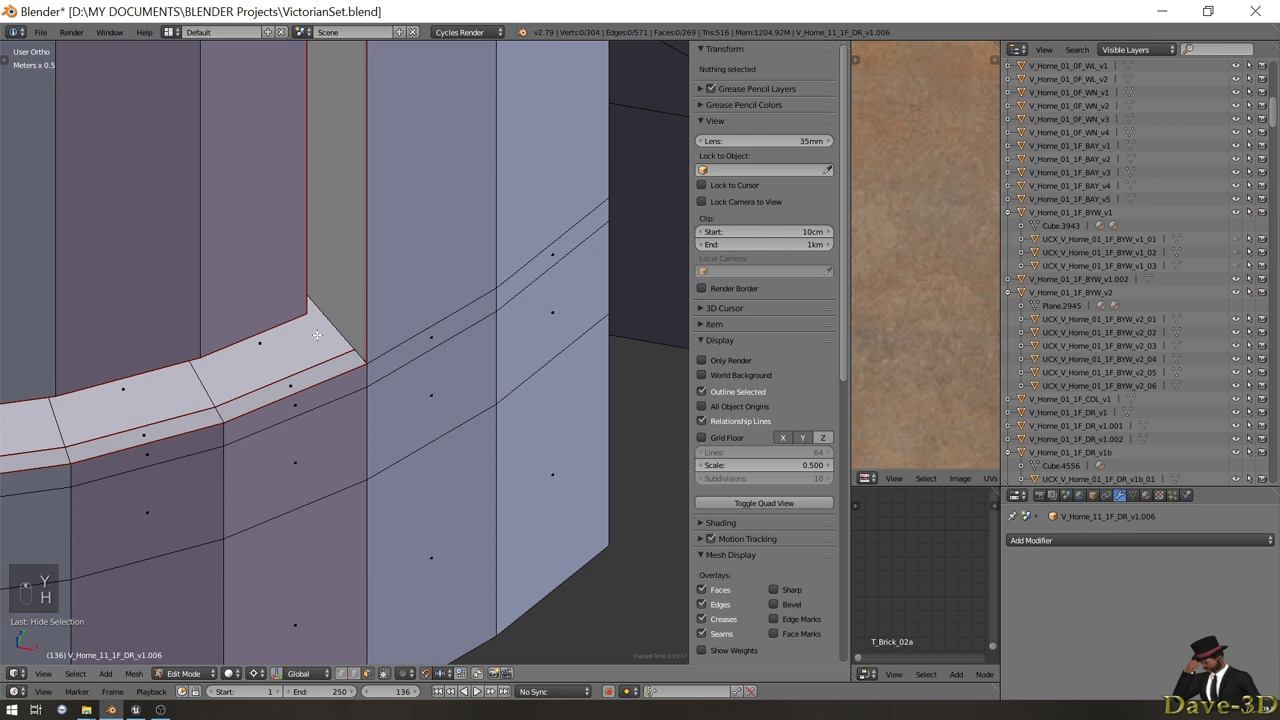 Blender* [D:\MY DOCUMENTS\BLENDER Projects\VictorianSet.blend]
File Render Window Help Default Scene Cycles Render v2.79 | Verts:0/304 | Edges:0/571 | Faces:0/269 | Tris:516 | Mem:1204.92M | V_Home_11_1F_DR_v1.006
User Ortho
Meters x 0.5
Transform
Nothing selected
Grease Pencil Layers
Grease Pencil Colors
View
Lens: 35mm
Lock to Object:
Lock to Cursor
Lock Camera to View
Clip:
Start: 10cm
End: 1km
Local Camera:
Render Border
3D Cursor
Item
Display
Only Render
World Background
Outline Selected
All Object Origins
Relationship Lines
Grid Floor X Y Z
Lines: 64
Scale: 0.500
Subdivisions: 10
Toggle Quad View
Shading
Motion Tracking
Mesh Display
Overlays:
Faces Sharp
Edges Bevel
Creases Edge Marks
Seams Face Marks
Show Weights
View Search Visible Layers
V_Home_01_0F_WL_v1
V_Home_01_0F_WL_v2
V_Home_01_0F_WN_v1
V_Home_01_0F_WN_v2
V_Home_01_0F_WN_v3
V_Home_01_0F_WN_v4
V_Home_01_1F_BAY_v1
V_Home_01_1F_BAY_v2
V_Home_01_1F_BAY_v3
V_Home_01_1F_BAY_v4
V_Home_01_1F_BAY_v5
V_Home_01_1F_BYW_v1
Cube.3943
UCX_V_Home_01_1F_BYW_v1_01
UCX_V_Home_01_1F_BYW_v1_02
UCX_V_Home_01_1F_BYW_v1_03
V_Home_01_1F_BYW_v1.002
V_Home_01_1F_BYW_v2
Plane.2945
UCX_V_Home_01_1F_BYW_v2_01
UCX_V_Home_01_1F_BYW_v2_02
UCX_V_Home_01_1F_BYW_v2_03
UCX_V_Home_01_1F_BYW_v2_04
UCX_V_Home_01_1F_BYW_v2_05
UCX_V_Home_01_1F_BYW_v2_06
V_Home_01_1F_COL_v1
V_Home_01_1F_DR_v1
V_Home_01_1F_DR_v1.001
V_Home_01_1F_DR_v1.002
V_Home_01_1F_DR_v1b
Cube.4556
UCX_V_Home_01_1F_DR_v1b_01
View Select Image UVs
V_Home_11_1F_DR_v1.006
Add Modifier
T_Brick_02a
View Select Add Node
Y
H
Last: Hide Selection
(136) V_Home_11_1F_DR_v1.006
View Select Add Mesh Edit Mode Global
View Marker Frame Playback Start: 1 End: 250 136 No Sync
Dave-3D